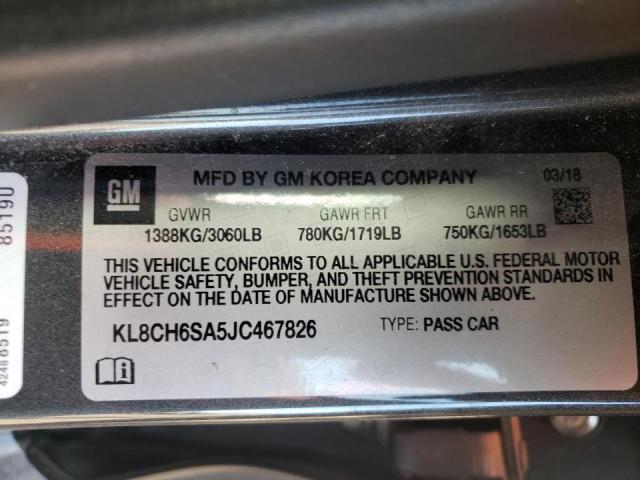 GM
MFD BY GM KOREA COMPANY 03/18
GVWR GAWR FRT GAWR RR
1388KG/3060LB 780KG/1719LB 750KG/1653LB
THIS VEHICLE CONFORMS TO ALL APPLICABLE U.S. FEDERAL MOTOR
VEHICLE SAFETY, BUMPER, AND THEFT PREVENTION STANDARDS IN
EFFECT ON THE DATE OF MANUFACTURE SHOWN ABOVE.
KL8CH6SA5JC467826 TYPE: PASS CAR
42488519 8519U